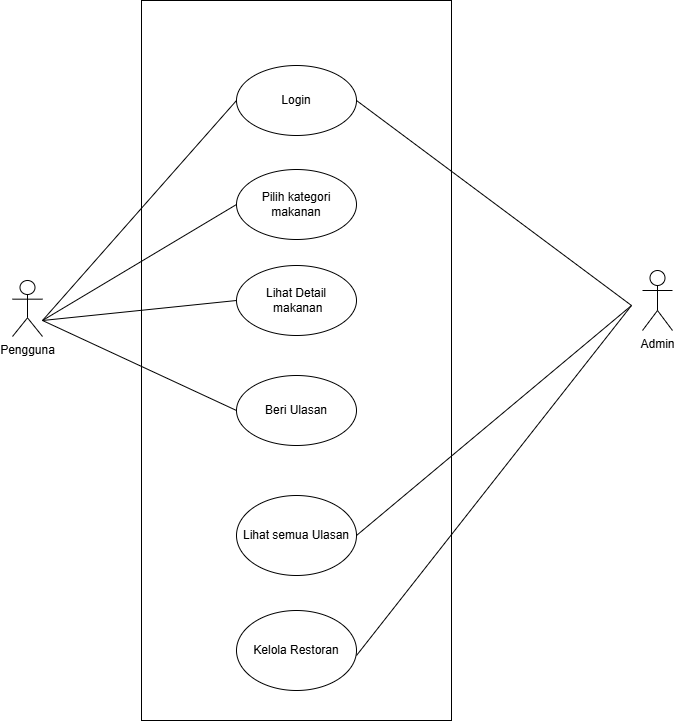 Login
Pilih kategori
makanan
Lihat Detail
makanan
Pengguna
Admin
Beri Ulasan
Lihat semua Ulasan
Kelola Restoran